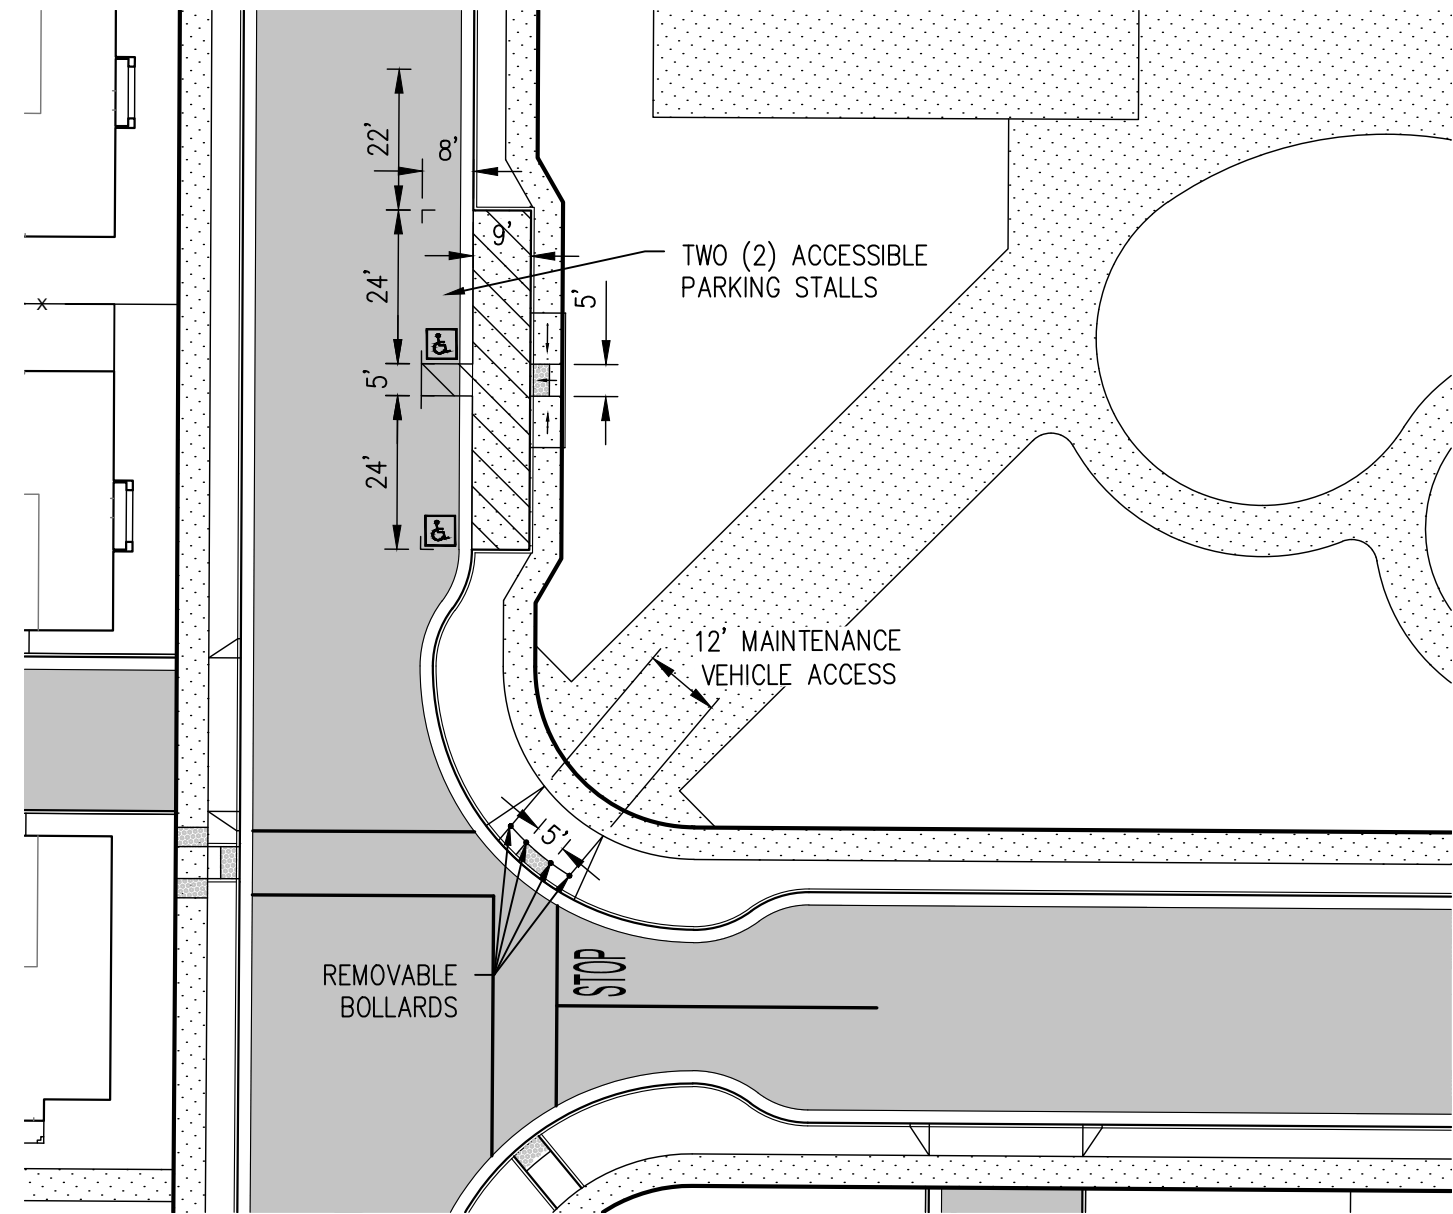 22'
8'
9'
24'
TWO (2) ACCESSIBLE
PARKING STALLS
5'
x
5'
24'
12' MAINTENANCE
VEHICLE ACCESS
5'
REMOVABLE
BOLLARDS
STOP